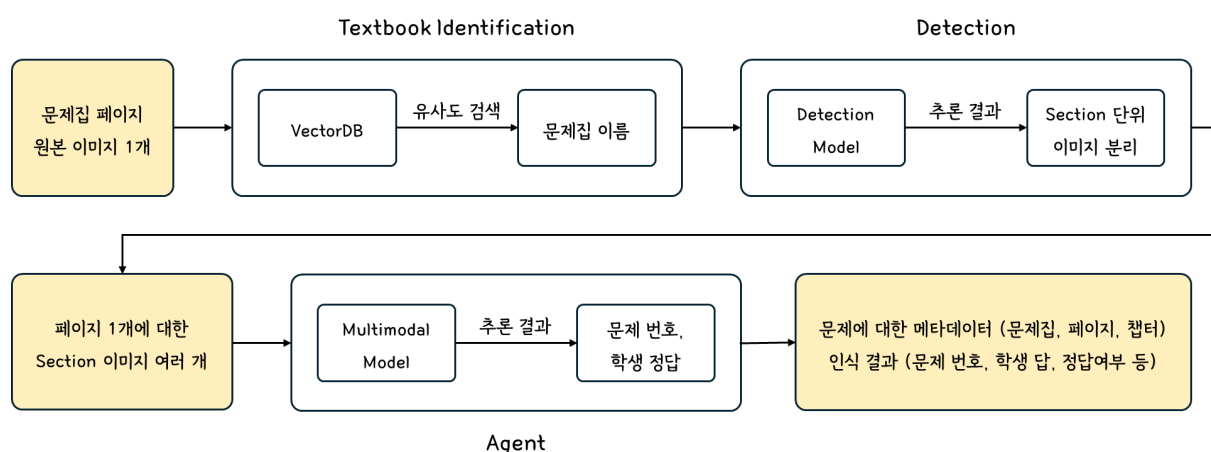 Textbook Identification
Detection
문제집 페이지
원본 이미지 1개
VectorDB
유사도 검색
문제집 이름
Detection
Model
추론 결과
Section 단위
이미지 분리
페이지 1개에 대한
Section 이미지 여러 개
Multimodal
Model
추론 결과
문제 번호,
학생 정답
문제에 대한 메타데이터 (문제집, 페이지, 챕터)
인식 결과 (문제 번호, 학생 답, 정답여부 등)
Agent